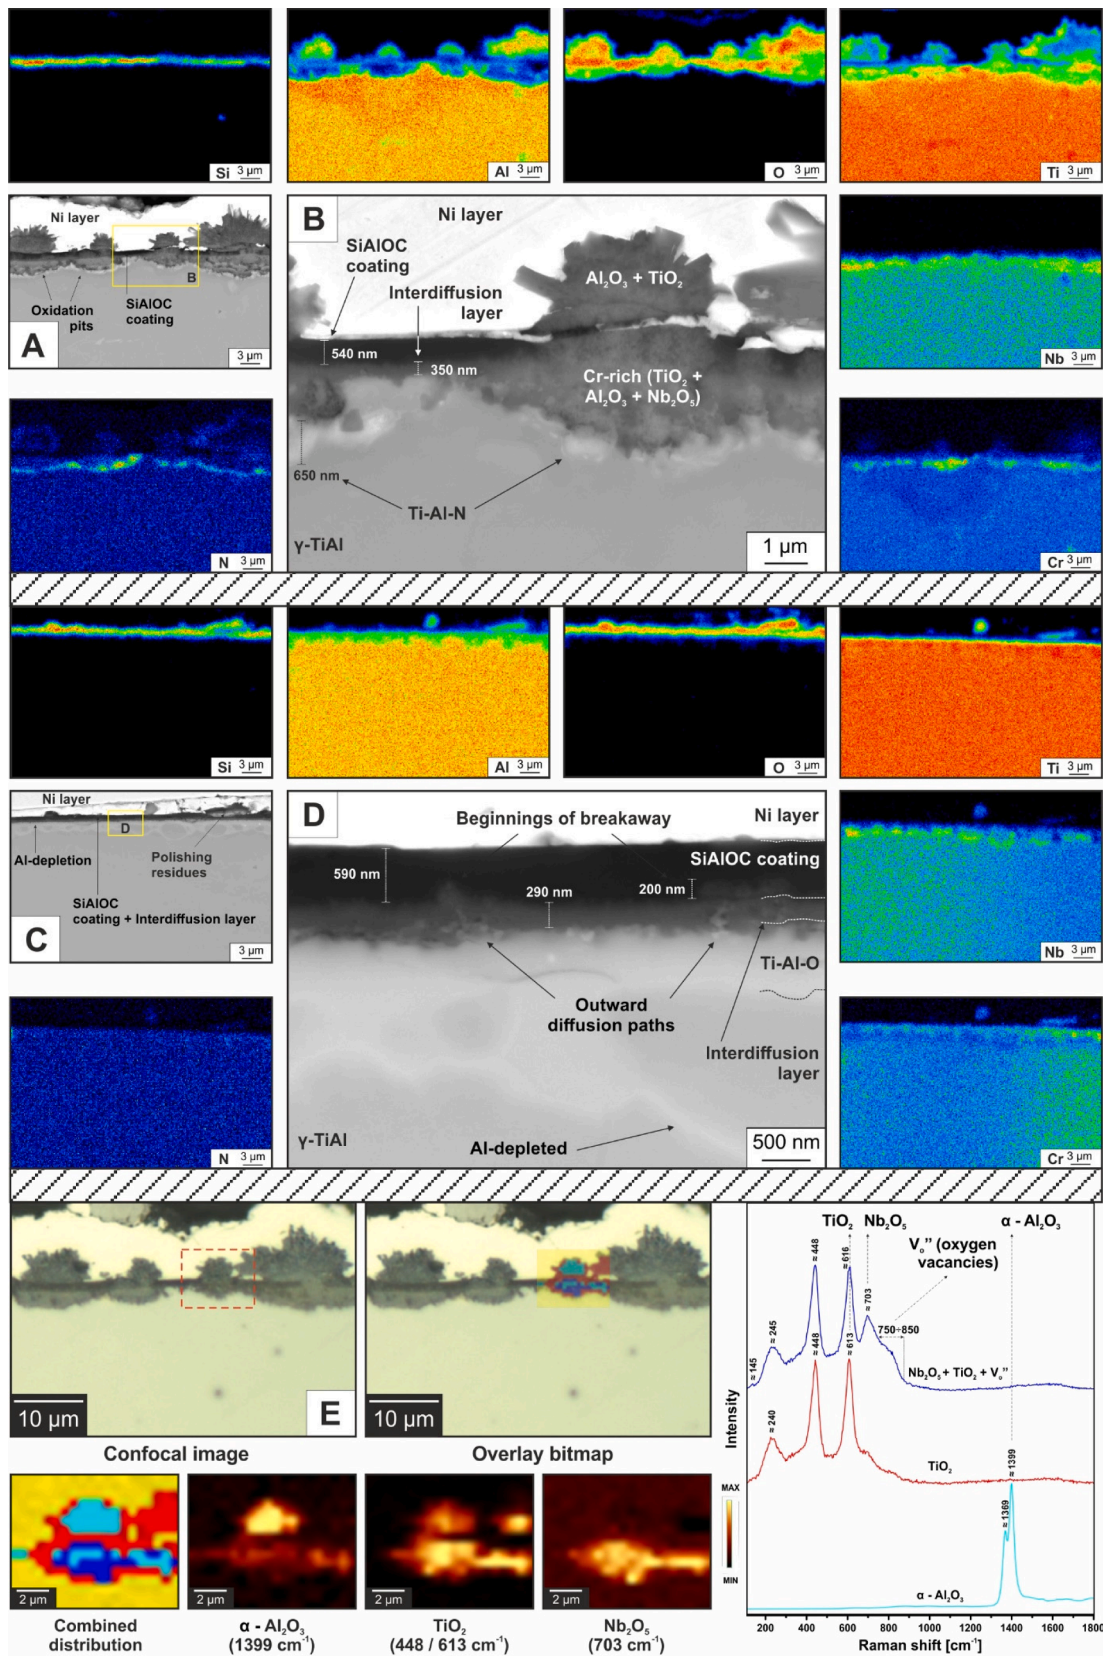 Si 3 µm
Al 3 µm
O 3 µm
Ti 3 µm
Ni layer
B
Oxidation
pits
SiAlOC
coating
A
3 µm
B
Ni layer
SiAlOC
coating
Interdiffusion
layer
Al₂O₃ + TiO₂
540 nm
350 nm
Cr-rich (TiO₂ +
Al₂O₃ + Nb₂O₅)
650 nm
Ti-Al-N
γ-TiAl
1 µm
Nb 3 µm
N 3 µm
Cr 3 µm
Si 3 µm
Al 3 µm
O 3 µm
Ti 3 µm
Ni layer
D
Al-depletion
Polishing
residues
SiAlOC
coating + Interdiffusion layer
C
3 µm
D
Beginnings of breakaway
Ni layer
SiAlOC coating
590 nm
290 nm
200 nm
Ti-Al-O
Outward
diffusion paths
Interdiffusion
layer
γ-TiAl
Al-depleted
500 nm
Nb 3 µm
N 3 µm
Cr 3 µm
10 µm
E
10 µm
Confocal image
Overlay bitmap
2 µm
2 µm
2 µm
2 µm
MAX
MIN
Combined
distribution
α - Al₂O₃
(1399 cm⁻¹)
TiO₂
(448 / 613 cm⁻¹)
Nb₂O₅
(703 cm⁻¹)
TiO₂
Nb₂O₅
α - Al₂O₃
Vₒ'' (oxygen
vacancies)
≈ 145
≈ 245
≈ 448
≈ 616
≈ 703
750÷850
Nb₂O₅ + TiO₂ + Vₒ''
≈ 240
≈ 448
≈ 613
TiO₂
≈ 1369
≈ 1399
α - Al₂O₃
Intensity
200 400 600 800 1000 1200 1400 1600 1800
Raman shift [cm⁻¹]